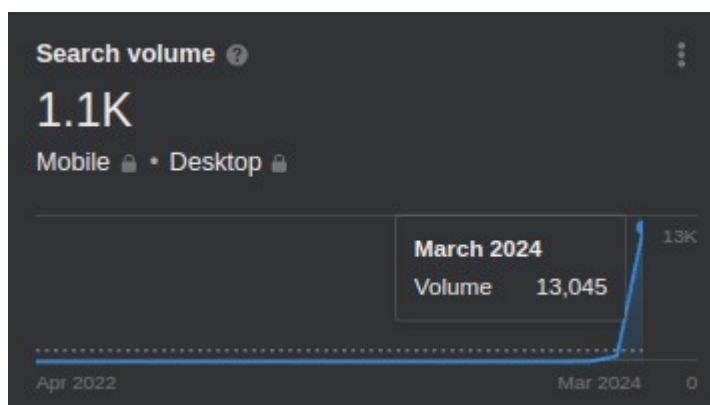 Search volume ?
1.1K
Mobile • Desktop
March 2024
Volume 13,045
13K
Apr 2022 Mar 2024 0